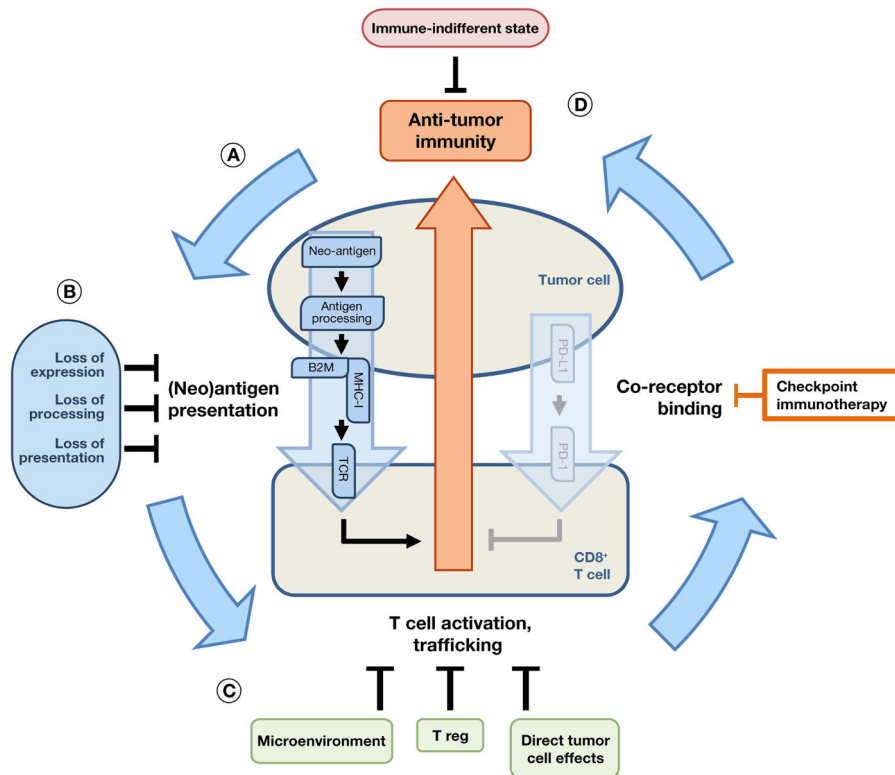 Immune-indifferent state
D
Anti-tumor
immunity
A
Neo-antigen
Tumor cell
Antigen
processing
B
B2M
MHC-I
PD-L1
Loss of
expression
Loss of
processing
Loss of
presentation
(Neo)antigen
presentation
Co-receptor
binding
Checkpoint
immunotherapy
TCR
PD-1
CD8+
T cell
T cell activation,
trafficking
C
Microenvironment
T reg
Direct tumor
cell effects